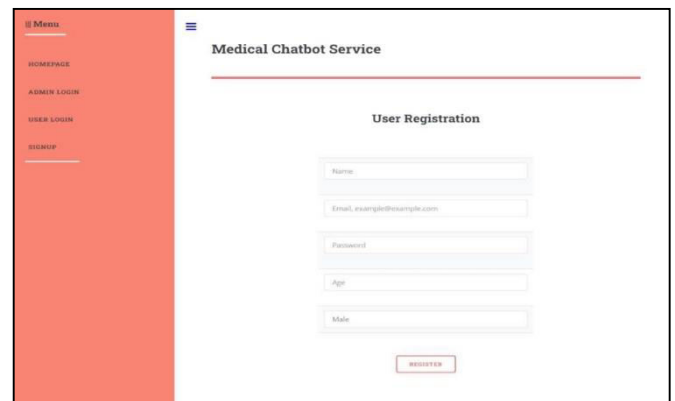 Menu
HOMEPAGE
ADMIN LOGIN
USER LOGIN
SIGNUP
Medical Chatbot Service
User Registration
Name
Email, example@example.com
Password
Age
Male
REGISTER